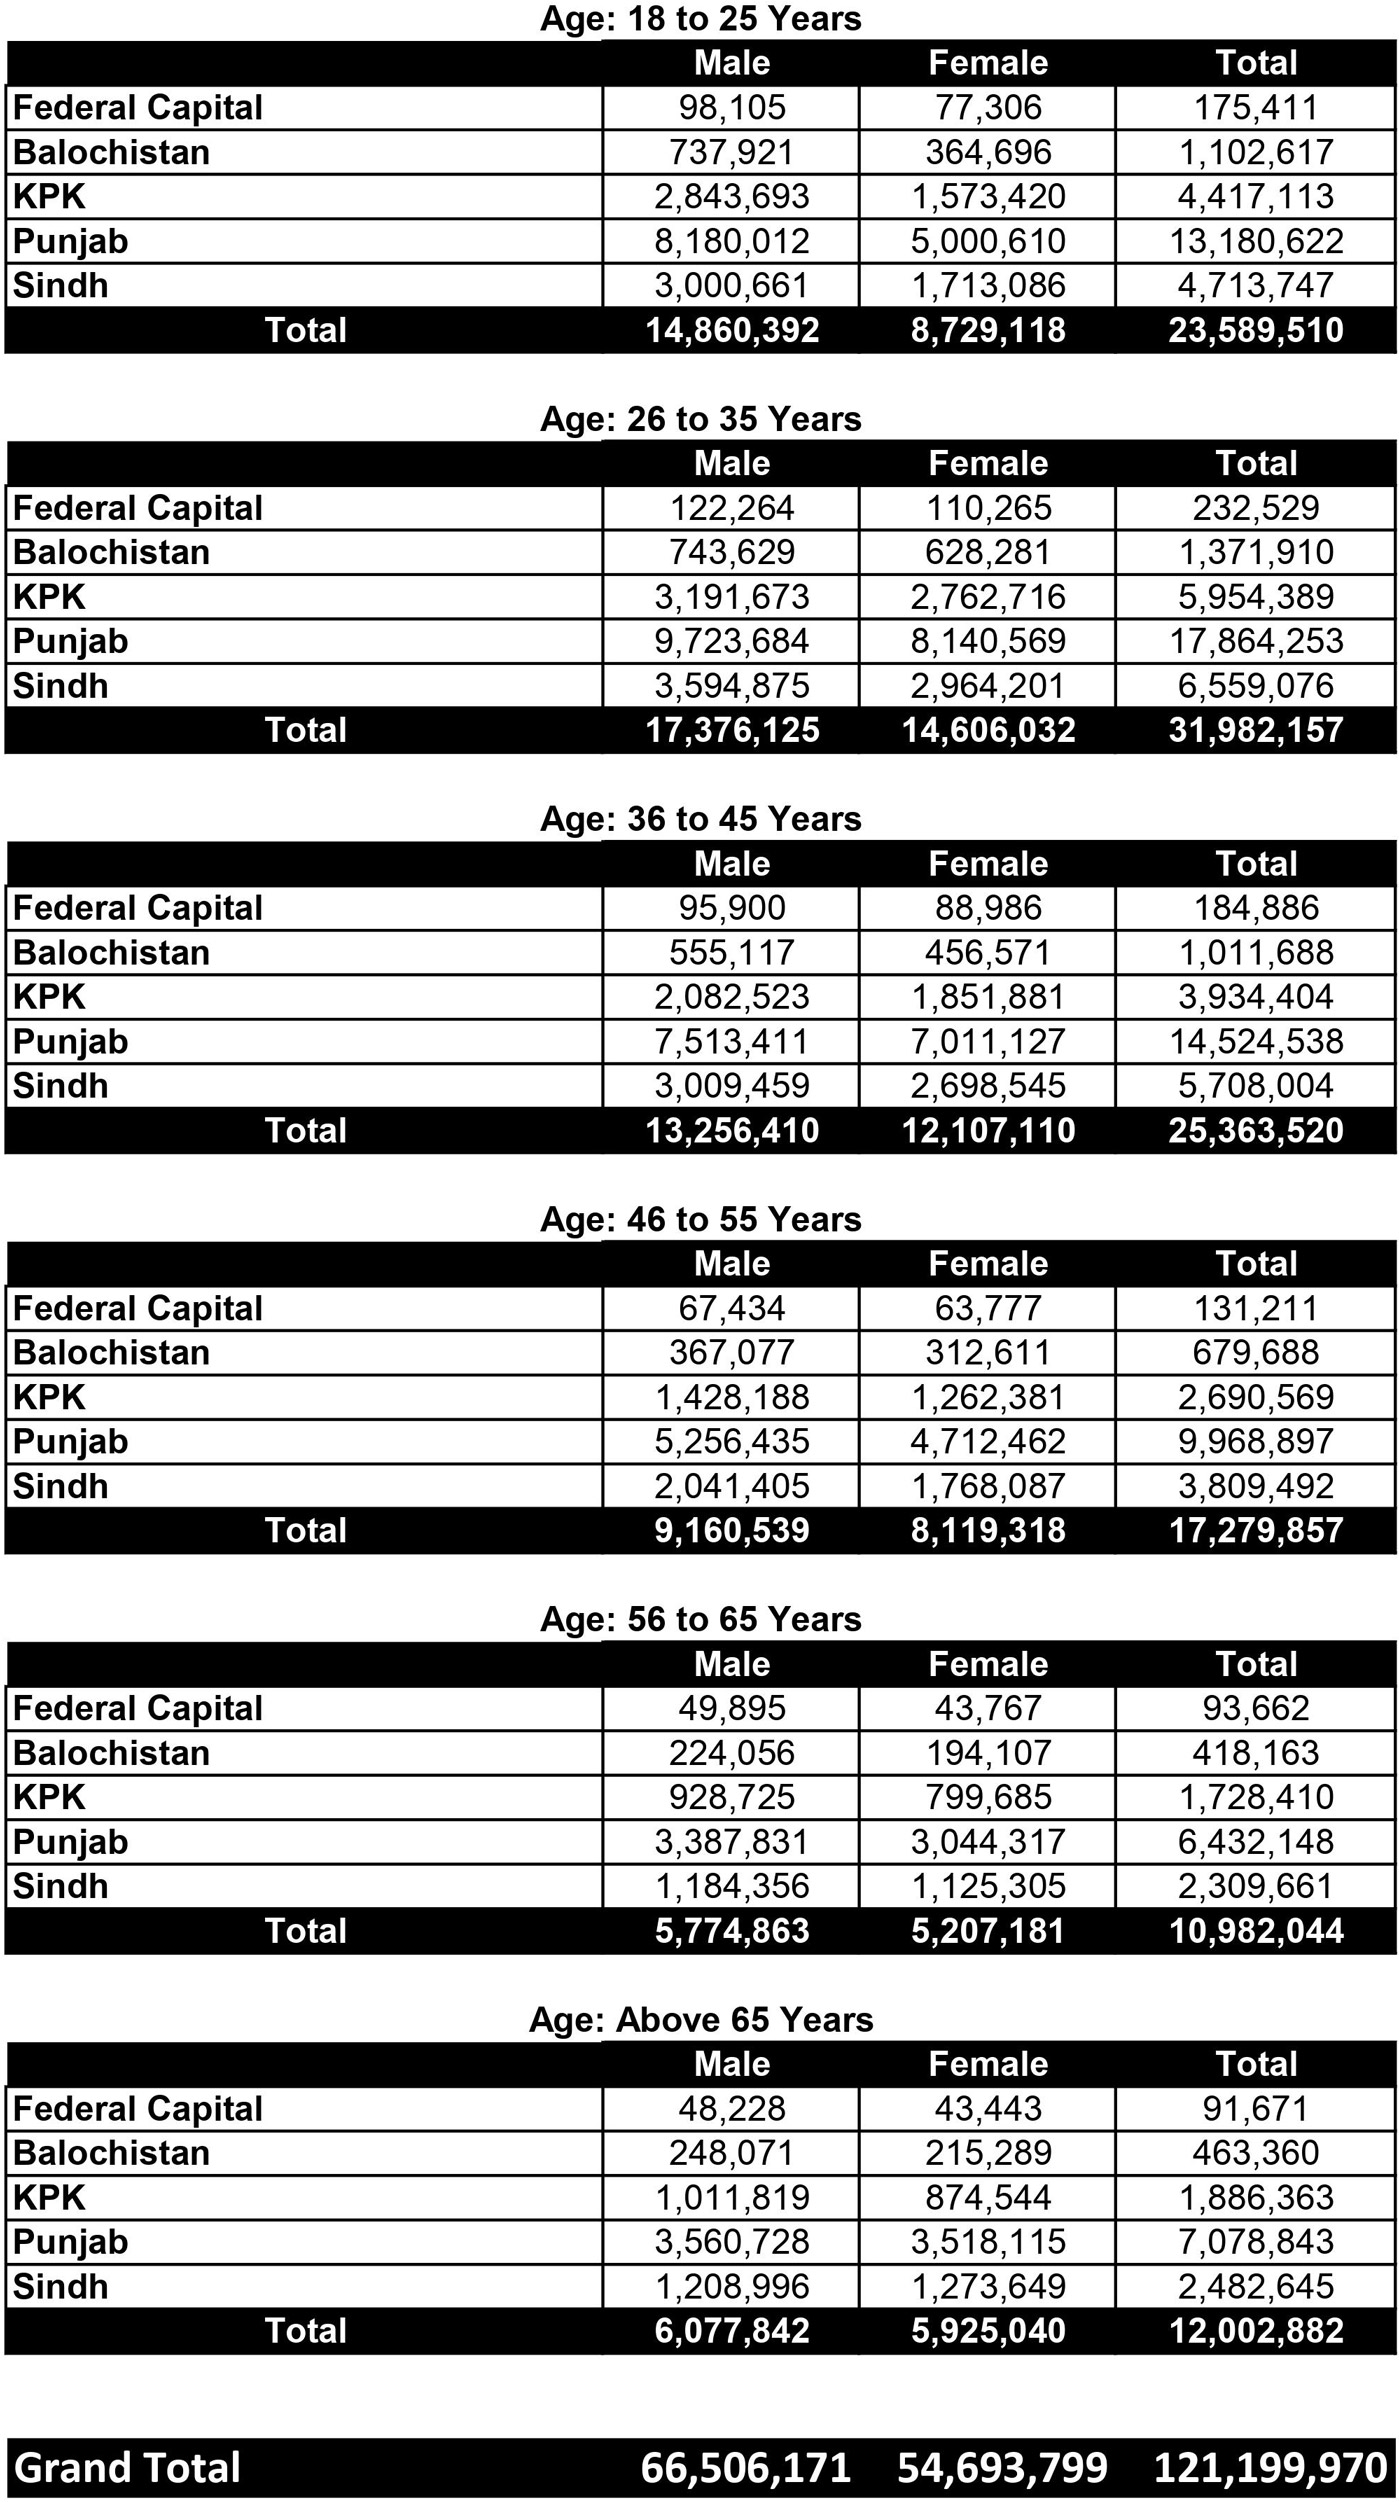 Age: 18 to 25 Years
Male Female Total
Federal Capital 98,105 77,306 175,411
Balochistan 737,921 364,696 1,102,617
KPK 2,843,693 1,573,420 4,417,113
Punjab 8,180,012 5,000,610 13,180,622
Sindh 3,000,661 1,713,086 4,713,747
Total 14,860,392 8,729,118 23,589,510
Age: 26 to 35 Years
Male Female Total
Federal Capital 122,264 110,265 232,529
Balochistan 743,629 628,281 1,371,910
KPK 3,191,673 2,762,716 5,954,389
Punjab 9,723,684 8,140,569 17,864,253
Sindh 3,594,875 2,964,201 6,559,076
Total 17,376,125 14,606,032 31,982,157
Age: 36 to 45 Years
Male Female Total
Federal Capital 95,900 88,986 184,886
Balochistan 555,117 456,571 1,011,688
KPK 2,082,523 1,851,881 3,934,404
Punjab 7,513,411 7,011,127 14,524,538
Sindh 3,009,459 2,698,545 5,708,004
Total 13,256,410 12,107,110 25,363,520
Age: 46 to 55 Years
Male Female Total
Federal Capital 67,434 63,777 131,211
Balochistan 367,077 312,611 679,688
KPK 1,428,188 1,262,381 2,690,569
Punjab 5,256,435 4,712,462 9,968,897
Sindh 2,041,405 1,768,087 3,809,492
Total 9,160,539 8,119,318 17,279,857
Age: 56 to 65 Years
Male Female Total
Federal Capital 49,895 43,767 93,662
Balochistan 224,056 194,107 418,163
KPK 928,725 799,685 1,728,410
Punjab 3,387,831 3,044,317 6,432,148
Sindh 1,184,356 1,125,305 2,309,661
Total 5,774,863 5,207,181 10,982,044
Age: Above 65 Years
Male Female Total
Federal Capital 48,228 43,443 91,671
Balochistan 248,071 215,289 463,360
KPK 1,011,819 874,544 1,886,363
Punjab 3,560,728 3,518,115 7,078,843
Sindh 1,208,996 1,273,649 2,482,645
Total 6,077,842 5,925,040 12,002,882
Grand Total 66,506,171 54,693,799 121,199,970